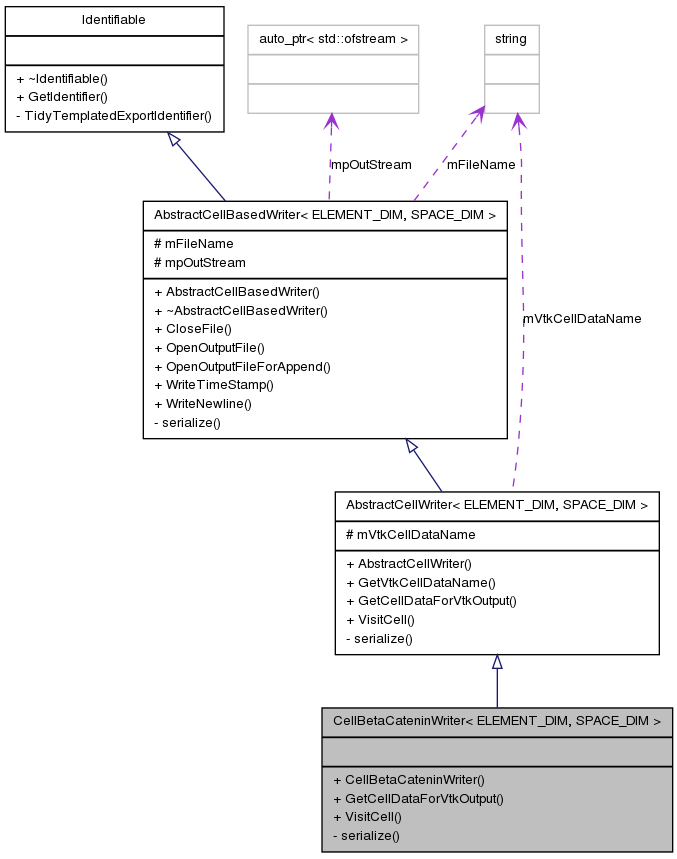 Identifiable
+ ~Identifiable()
+ GetIdentifier()
- TidyTemplatedExportIdentifier()
auto_ptr< std::ofstream >
string
mpOutStream
mFileName
AbstractCellBasedWriter< ELEMENT_DIM, SPACE_DIM >
# mFileName
# mpOutStream
+ AbstractCellBasedWriter()
+ ~AbstractCellBasedWriter()
+ CloseFile()
+ OpenOutputFile()
+ OpenOutputFileForAppend()
+ WriteTimeStamp()
+ WriteNewline()
- serialize()
mVtkCellDataName
AbstractCellWriter< ELEMENT_DIM, SPACE_DIM >
# mVtkCellDataName
+ AbstractCellWriter()
+ GetVtkCellDataName()
+ GetCellDataForVtkOutput()
+ VisitCell()
- serialize()
CellBetaCateninWriter< ELEMENT_DIM, SPACE_DIM >
+ CellBetaCateninWriter()
+ GetCellDataForVtkOutput()
+ VisitCell()
- serialize()